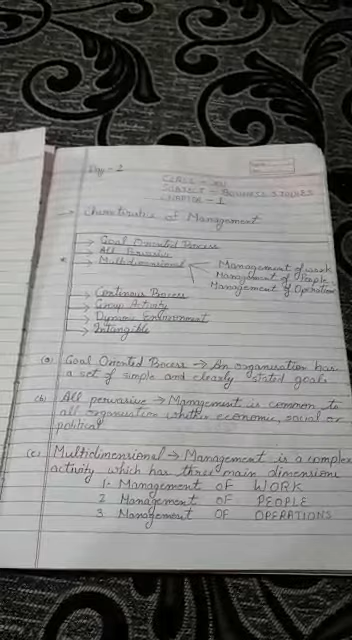 Day - 1
CLASS - XII
SUBJECT - BUSINESS STUDIES
CHAPTER - 1
→ Charactristics of Management
→ Goal Oriented Process
→ All Pervasive
→ Multidimensional
Management of work
Management of People
Management of Operation
→ Continous Process
→ Group Activity
→ Dynamic Environment
→ Intangible
(a) Goal Oriented Process → An organisation has
a set of simple and clearly stated goals
(b) All pervasive → Management is common to
all organisation whether economic, social or
political
(c) Multidimensional → Management is a complex
activity which has three main dimensions
1. Management OF WORK
2 Management OF PEOPLE
3 Management OF OPERATIONS